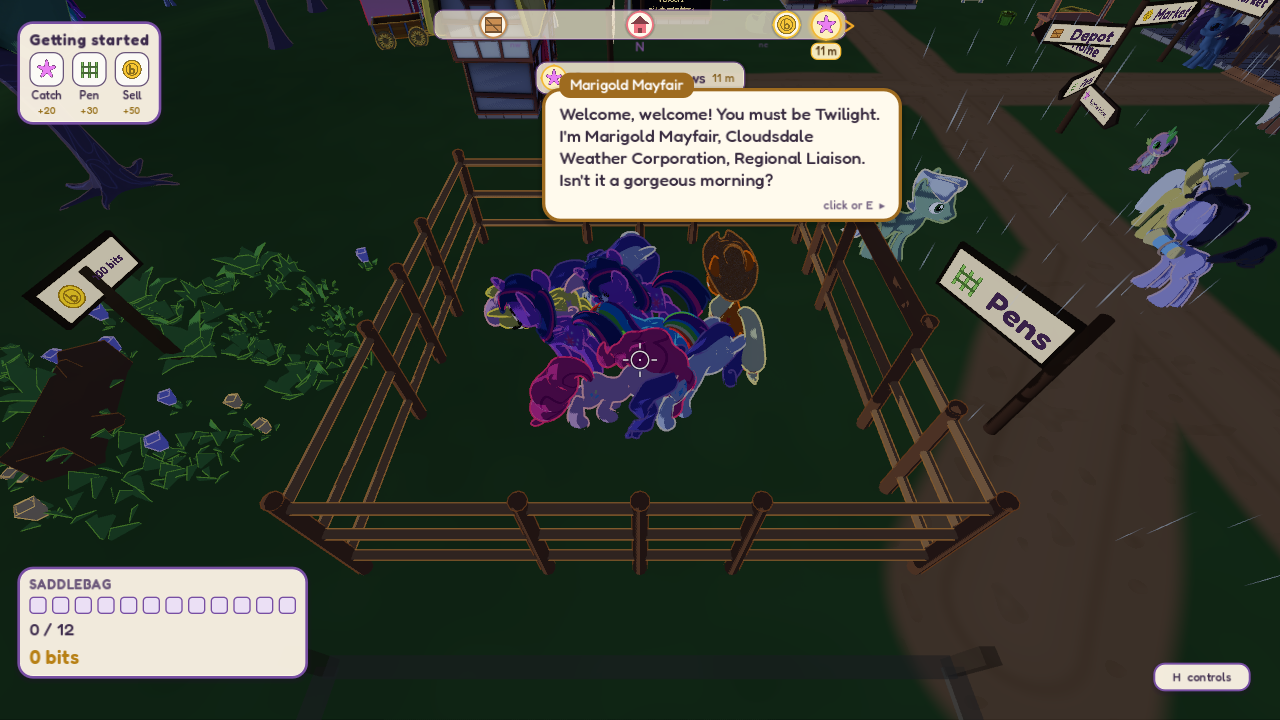 Getting started
Catch
Pen
Sell
+20
+30
+50
N
11 m
11 m
Marigold Mayfair
Welcome, welcome! You must be Twilight.
I'm Marigold Mayfair, Cloudsdale
Weather Corporation, Regional Liaison.
Isn't it a gorgeous morning?
click or E ►
Market
Depot
Home
bits
Pens
SADDLEBAG
0 / 12
0 bits
H controls